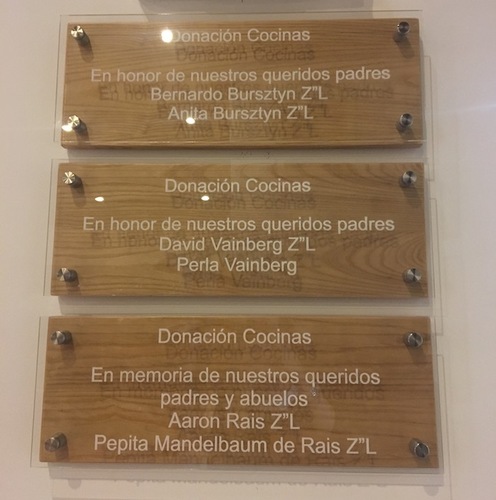 Donación Cocinas
En honor de nuestros queridos padres
Bernardo Bursztyn Z"L
Anita Bursztyn Z"L
Donación Cocinas
En honor de nuestros queridos padres
David Vainberg Z"L
Perla Vainberg
Donación Cocinas
En memoria de nuestros queridos
padres y abuelos
Aaron Rais Z"L
Pepita Mandelbaum de Rais Z"L